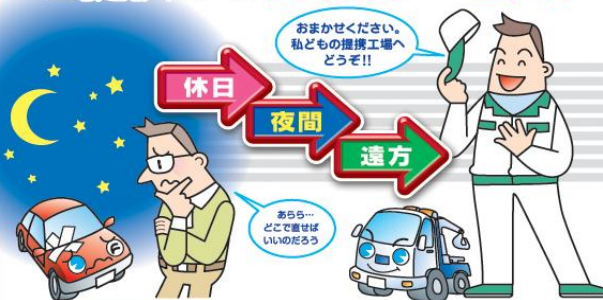 おまかせください。
私どもの提携工場へ
どうぞ!!
休日
夜間
遠方
あらら…
どこで直せば
いいのだろう